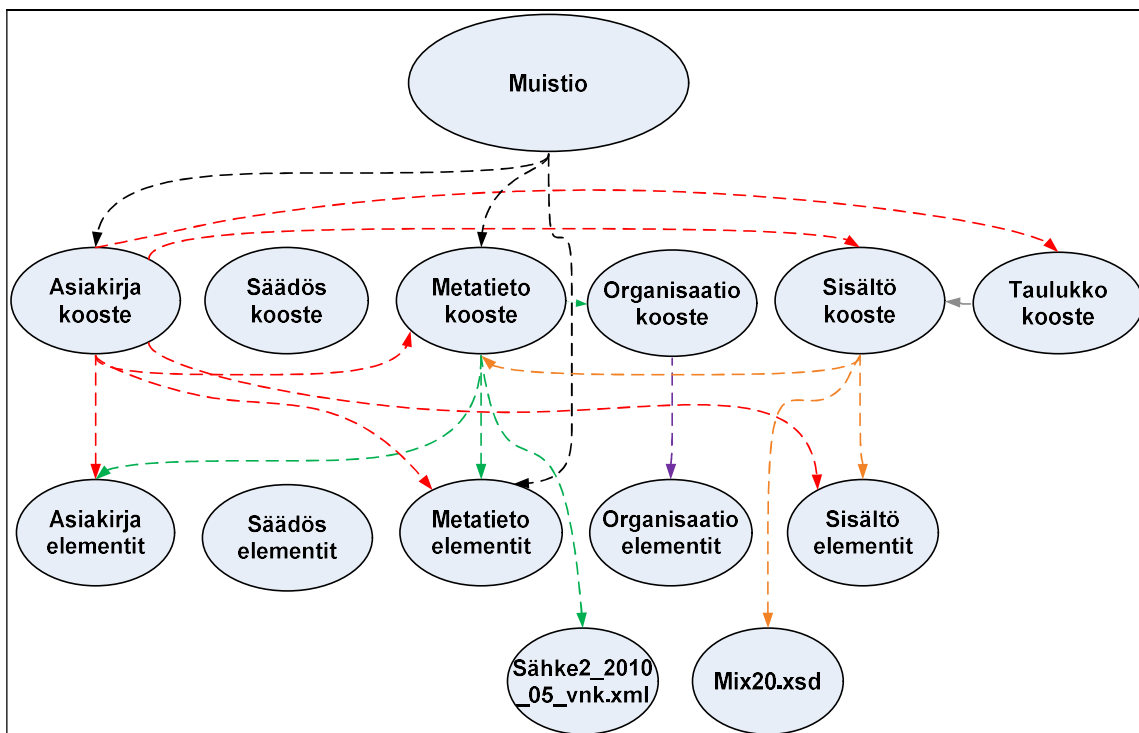 Muistio
Asiakirja
kooste
Säädös
kooste
Metatieto
kooste
Organisaatio
kooste
Sisältö
kooste
Taulukko
kooste
Asiakirja
elementit
Säädös
elementit
Metatieto
elementit
Organisaatio
elementit
Sisältö
elementit
Sähke2_2010
_05_vnk.xml
Mix20.xsd